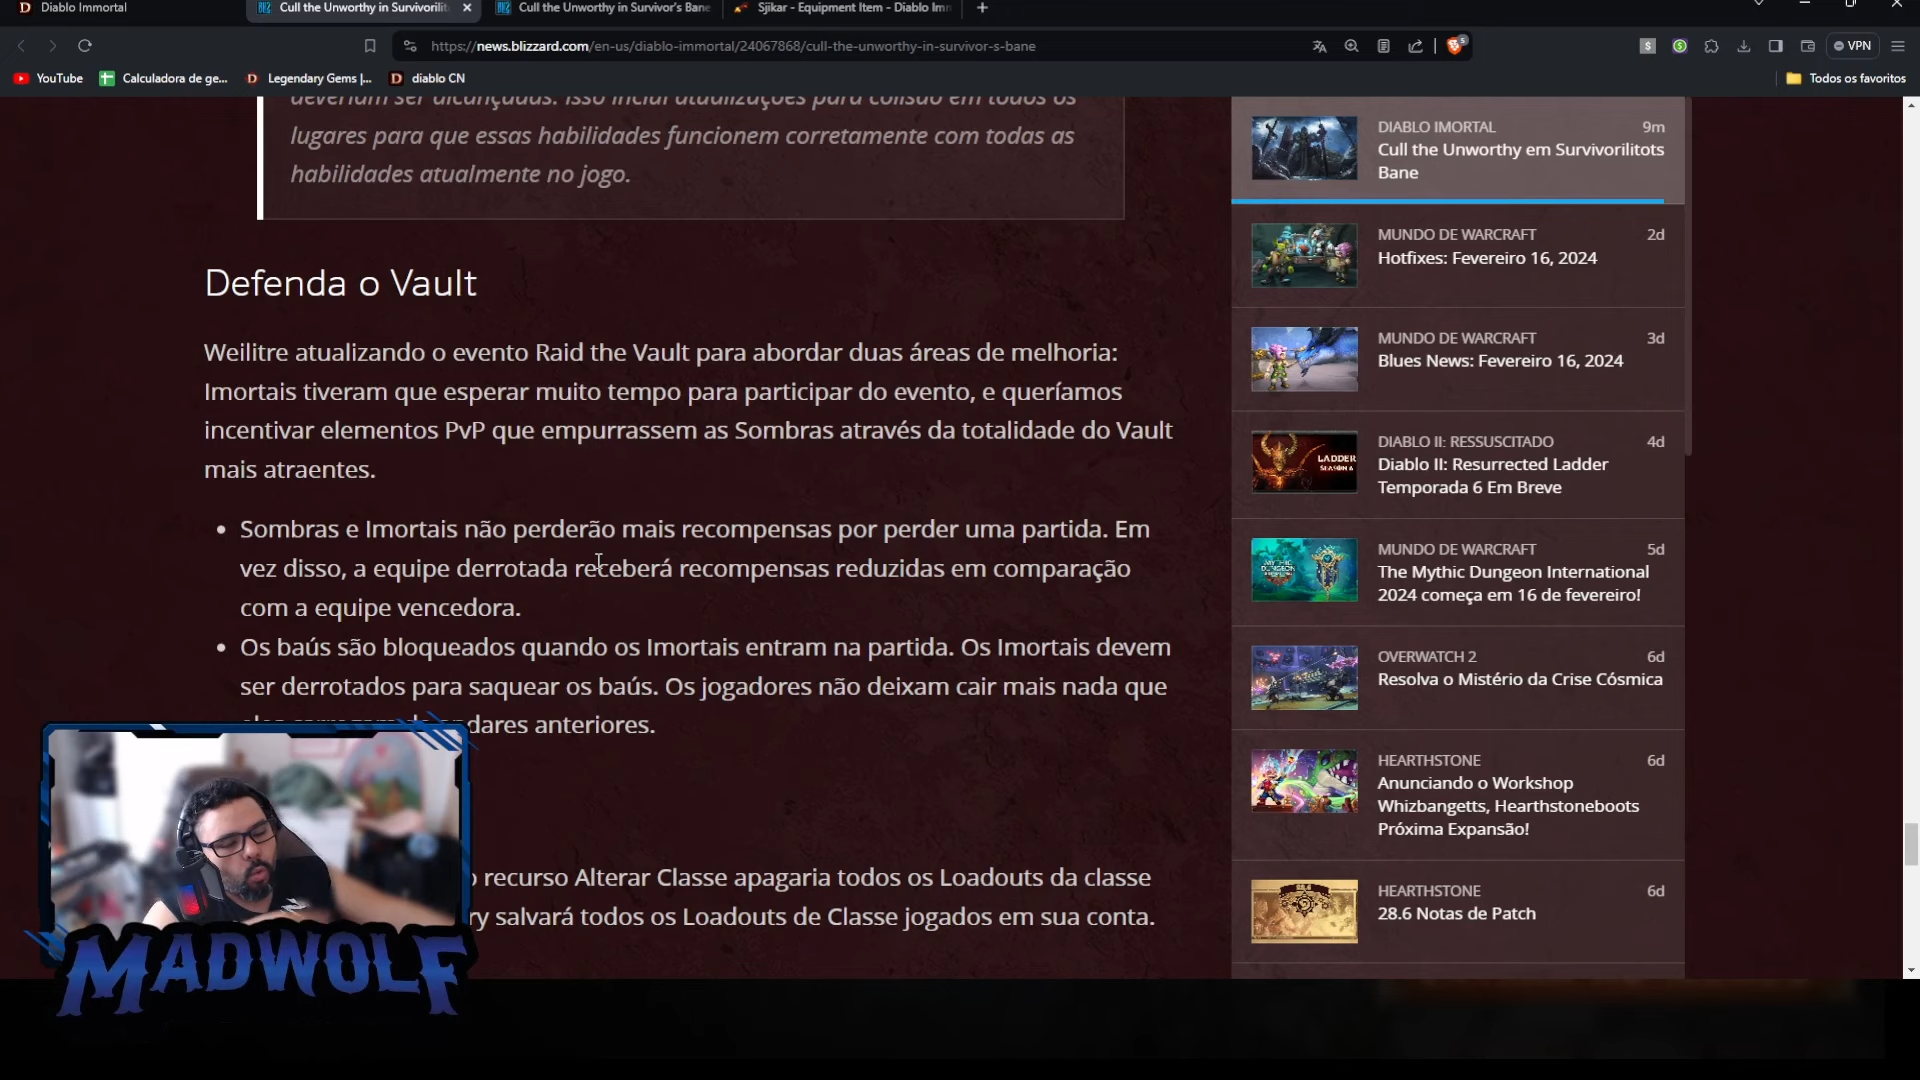 Diablo Immortal
Cull the Unworthy in Survivorilit
Cull the Unworthy in Survivor's Bane
Sjikar - Equipment Item - Diablo Imm
https://news.blizzard.com/en-us/diablo-immortal/24067868/cull-the-unworthy-in-survivor-s-bane
VPN
YouTube
Calculadora de ge...
Legendary Gems |...
diablo CN
Todos os favoritos
deveriam ser alcançadas. Isso inclui atualizações para colisão em todos os
lugares para que essas habilidades funcionem corretamente com todas as
habilidades atualmente no jogo.
Defenda o Vault
Weilitre atualizando o evento Raid the Vault para abordar duas áreas de melhoria:
Imortais tiveram que esperar muito tempo para participar do evento, e queríamos
incentivar elementos PvP que empurrassem as Sombras através da totalidade do Vault
mais atraentes.
• Sombras e Imortais não perderão mais recompensas por perder uma partida. Em
vez disso, a equipe derrotada receberá recompensas reduzidas em comparação
com a equipe vencedora.
• Os baús são bloqueados quando os Imortais entram na partida. Os Imortais devem
ser derrotados para saquear os baús. Os jogadores não deixam cair mais nada que
andares anteriores.
recurso Alterar Classe apagaria todos os Loadouts da classe
ry salvará todos os Loadouts de Classe jogados em sua conta.
DIABLO IMORTAL 9m
Cull the Unworthy em Survivorilitots
Bane
MUNDO DE WARCRAFT 2d
Hotfixes: Fevereiro 16, 2024
MUNDO DE WARCRAFT 3d
Blues News: Fevereiro 16, 2024
LADDER
SEASON 6
DIABLO II: RESSUSCITADO 4d
Diablo II: Resurrected Ladder
Temporada 6 Em Breve
MYTHIC
DUNGEON
MUNDO DE WARCRAFT 5d
The Mythic Dungeon International
2024 começa em 16 de fevereiro!
OVERWATCH 2 6d
Resolva o Mistério da Crise Cósmica
HEARTHSTONE 6d
Anunciando o Workshop
Whizbangetts, Hearthstoneboots
Próxima Expansão!
28.6
HEARTHSTONE 6d
28.6 Notas de Patch
MADWOLF